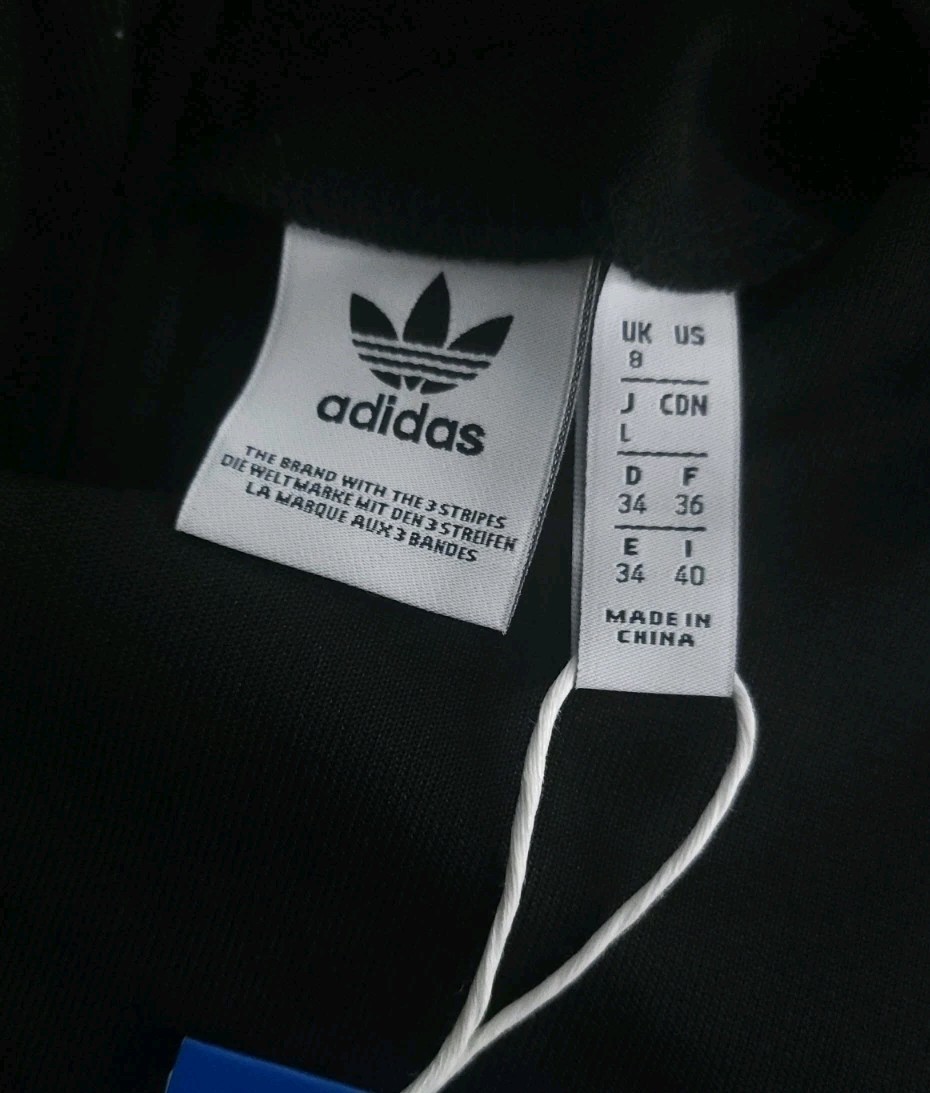 adidas
THE BRAND WITH THE 3 STRIPES
DIE WELTMARKE MIT DEN 3 STREIFEN
LA MARQUE AUX 3 BANDES
UK US
8
J CDN
L
D F
34 36
E I
34 40
MADE IN
CHINA